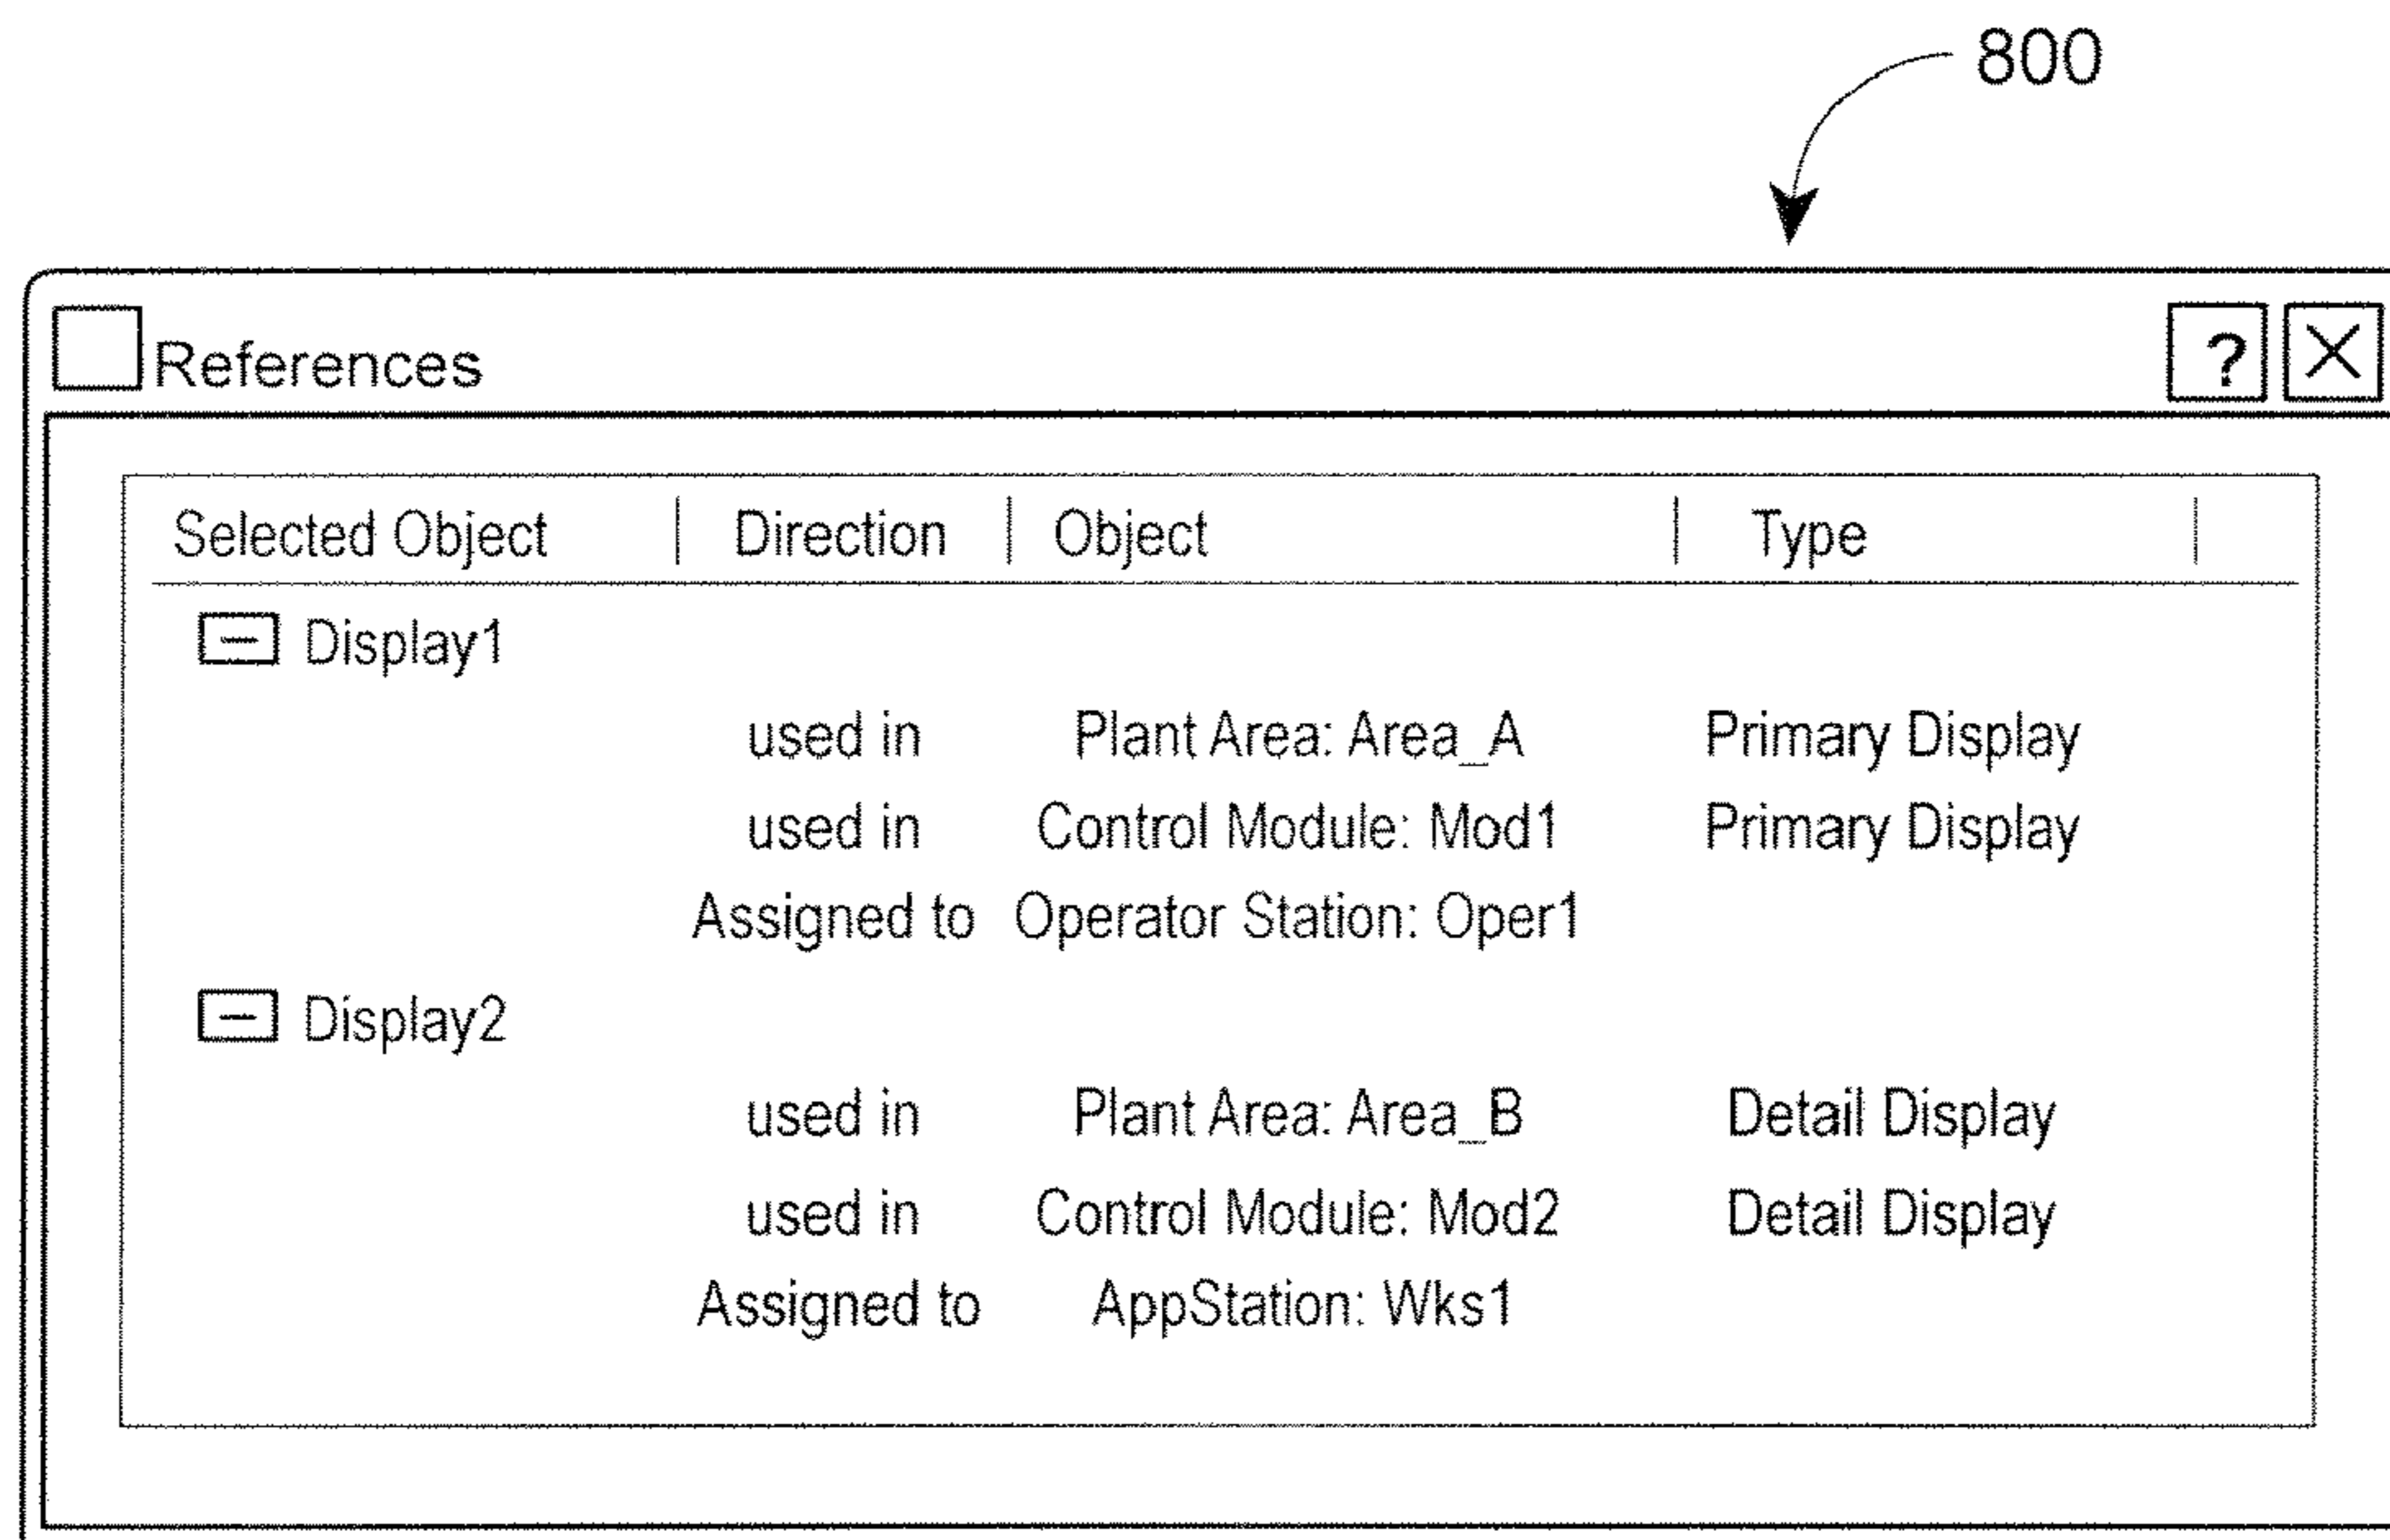 800
References ? X
Selected Object | Direction | Object | Type |
Display1
used in Plant Area: Area_A Primary Display
used in Control Module: Mod1 Primary Display
Assigned to Operator Station: Oper1
Display2
used in Plant Area: Area_B Detail Display
used in Control Module: Mod2 Detail Display
Assigned to AppStation: Wks1